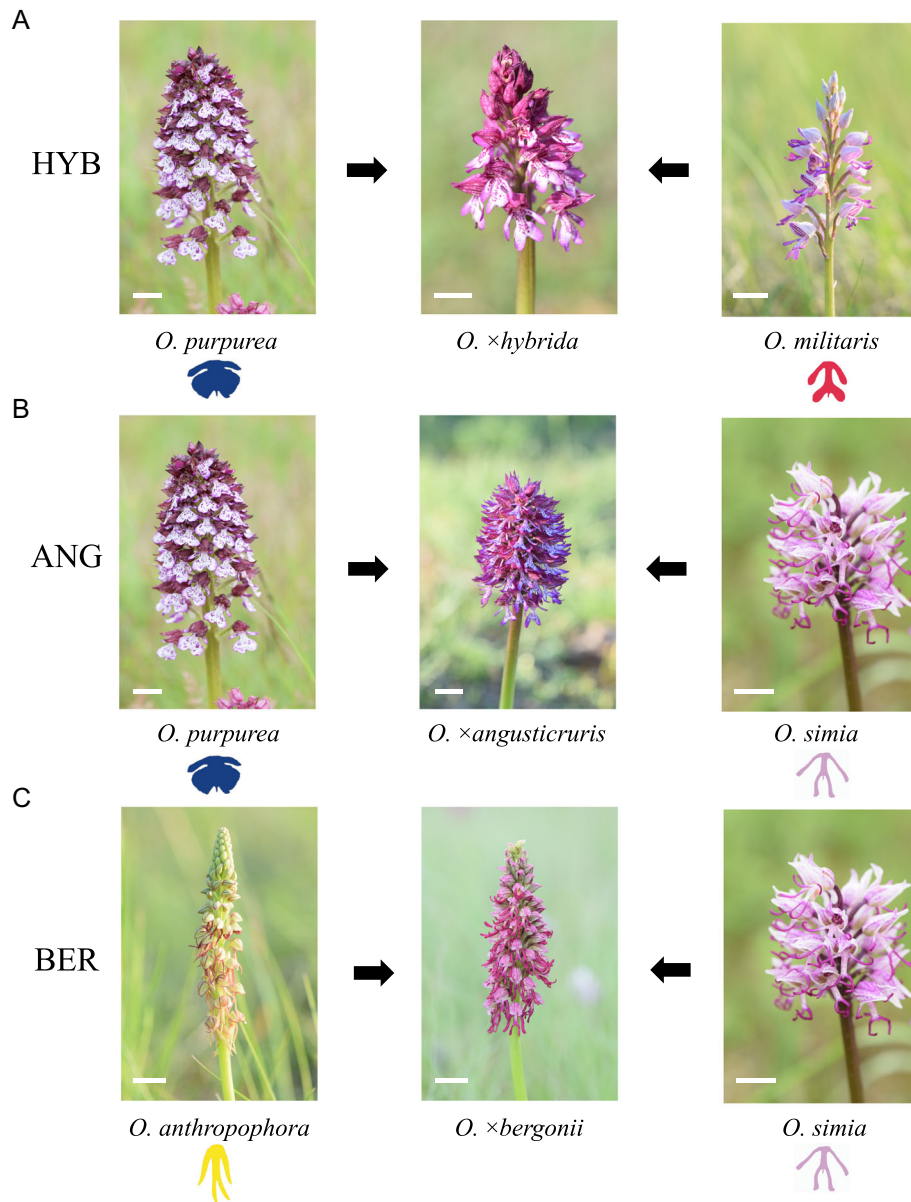 A
HYB
O. purpurea
O. ×hybrida
O. militaris
B
ANG
O. purpurea
O. ×angusticruris
O. simia
C
BER
O. anthropophora
O. ×bergonii
O. simia